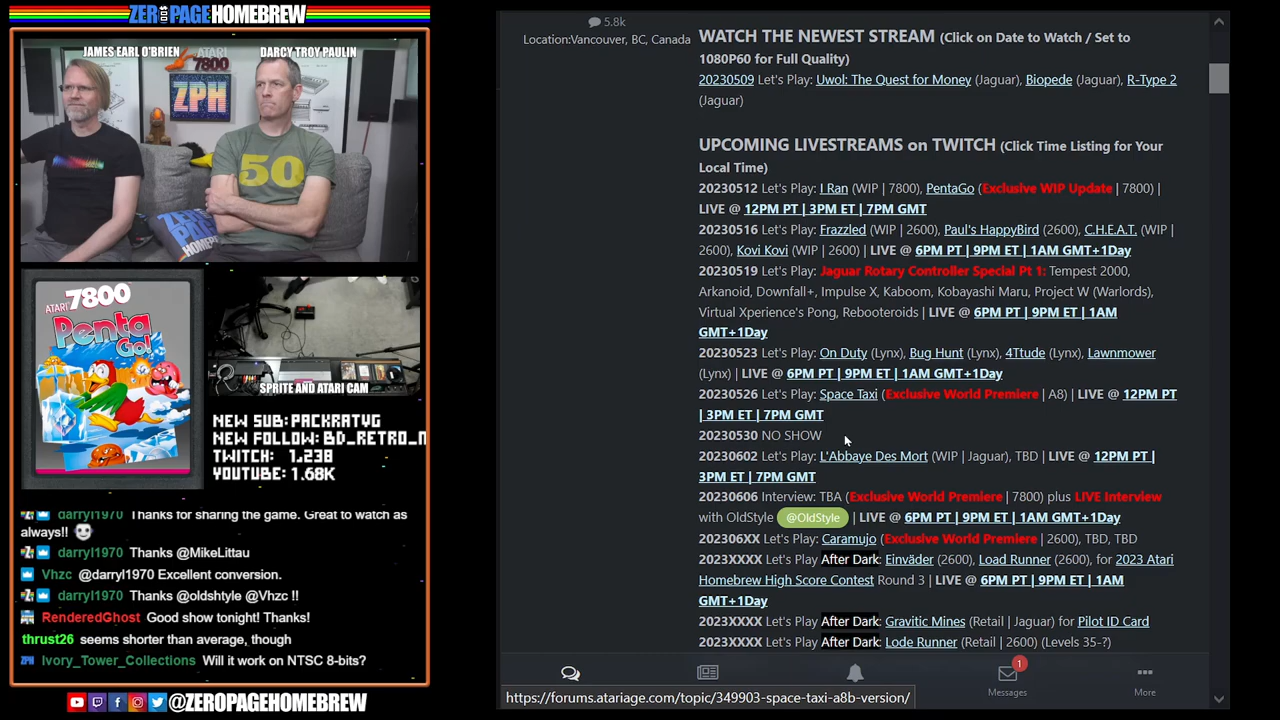 ZEROPAGE HOMEBREW
JAMES EARL O'BRIEN
DARCY TROY PAULIN
ATARI
7800
ZPH
50
ZERO
PAGE
HOMEBREW
ATARI 7800
Penta
Go!
SPRITE AND ATARI CAM
NEW SUB: PACKRATVG
NEW FOLLOW: BD_RETRO_
TWITCH: 1,238
YOUTUBE: 1.68K
darryl1970 Thanks for sharing the game. Great to watch as
always!!
darryl1970 Thanks @MikeLittau
Vhzc @darryl1970 Excellent conversion.
darryl1970 Thanks @oldshtyle @Vhzc !!
RenderedGhost Good show tonight! Thanks!
thrust26 seems shorter than average, though
Ivory_Tower_Collections Will it work on NTSC 8-bits?
@ZEROPAGEHOMEBREW
5.8k
Location:Vancouver, BC, Canada
WATCH THE NEWEST STREAM (Click on Date to Watch / Set to
1080P60 for Full Quality)
20230509 Let's Play: Uwol: The Quest for Money (Jaguar), Biopede (Jaguar), R-Type 2
(Jaguar)
UPCOMING LIVESTREAMS on TWITCH (Click Time Listing for Your
Local Time)
20230512 Let's Play: I Ran (WIP | 7800), PentaGo (Exclusive WIP Update | 7800) |
LIVE @ 12PM PT | 3PM ET | 7PM GMT
20230516 Let's Play: Frazzled (WIP | 2600), Paul's HappyBird (2600), C.H.E.A.T. (WIP |
2600), Kovi Kovi (WIP | 2600) | LIVE @ 6PM PT | 9PM ET | 1AM GMT+1Day
20230519 Let's Play: Jaguar Rotary Controller Special Pt 1: Tempest 2000,
Arkanoid, Downfall+, Impulse X, Kaboom, Kobayashi Maru, Project W (Warlords),
Virtual Xperience's Pong, Rebooteroids | LIVE @ 6PM PT | 9PM ET | 1AM
GMT+1Day
20230523 Let's Play: On Duty (Lynx), Bug Hunt (Lynx), 4Ttude (Lynx), Lawnmower
(Lynx) | LIVE @ 6PM PT | 9PM ET | 1AM GMT+1Day
20230526 Let's Play: Space Taxi (Exclusive World Premiere | A8) | LIVE @ 12PM PT
| 3PM ET | 7PM GMT
20230530 NO SHOW
20230602 Let's Play: L'Abbaye Des Mort (WIP | Jaguar), TBD | LIVE @ 12PM PT |
3PM ET | 7PM GMT
20230606 Interview: TBA (Exclusive World Premiere | 7800) plus LIVE Interview
with OldStyle @OldStyle | LIVE @ 6PM PT | 9PM ET | 1AM GMT+1Day
202306XX Let's Play: Caramujo (Exclusive World Premiere | 2600), TBD, TBD
2023XXXX Let's Play After Dark: Einväder (2600), Load Runner (2600), for 2023 Atari
Homebrew High Score Contest Round 3 | LIVE @ 6PM PT | 9PM ET | 1AM
GMT+1Day
2023XXXX Let's Play After Dark: Gravitic Mines (Retail | Jaguar) for Pilot ID Card
2023XXXX Let's Play After Dark: Lode Runner (Retail | 2600) (Levels 35-?)
1
Messages
More
https://forums.atariage.com/topic/349903-space-taxi-a8b-version/